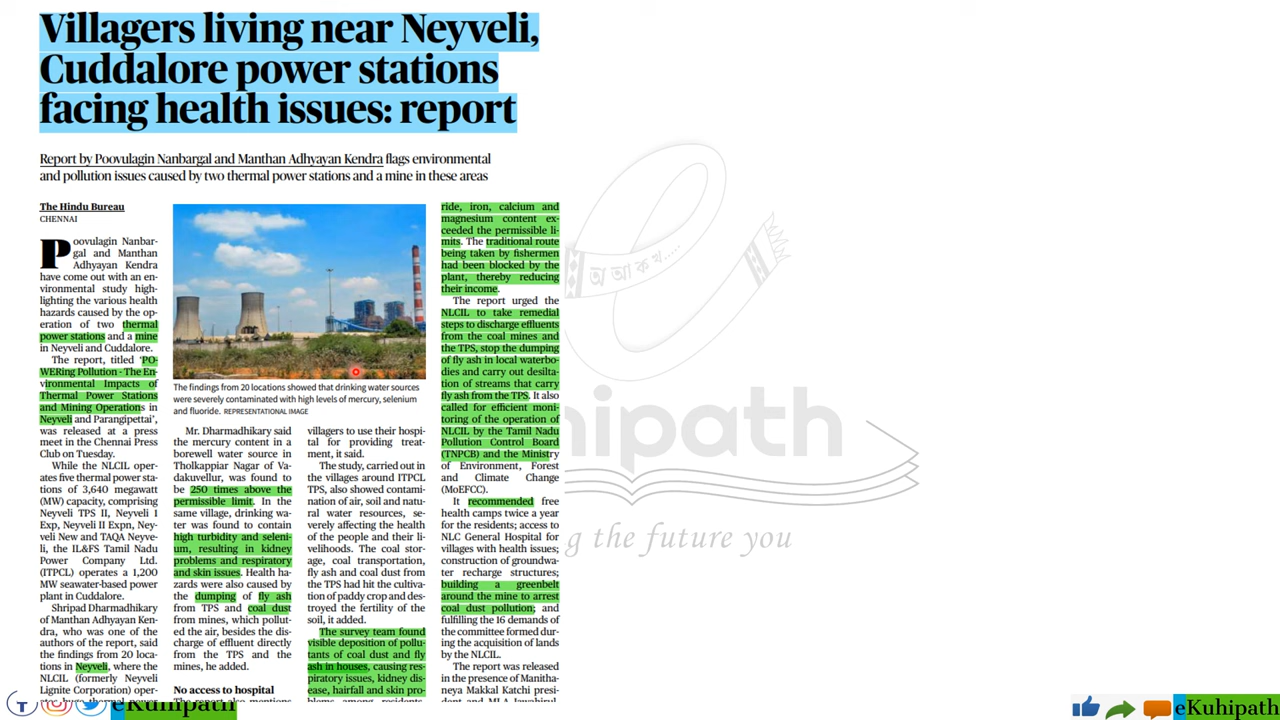 Villagers living near Neyveli,
Cuddalore power stations
facing health issues: report
Report by Poovulagin Nanbargal and Manthan Adhyayan Kendra flags environmental
and pollution issues caused by two thermal power stations and a mine in these areas
The Hindu Bureau
CHENNAI
Poovulagin Nanbar-
gal and Manthan
Adhyayan Kendra
have come out with an en-
vironmental study high-
lighting the various health
hazards caused by the op-
eration of two thermal
power stations and a mine
in Neyveli and Cuddalore.
The report, titled ‘PO-
WERing Pollution - The En-
vironmental Impacts of
Thermal Power Stations
and Mining Operations in
Neyveli and Parangipettai’,
was released at a press
meet in the Chennai Press
Club on Tuesday.
While the NLCIL oper-
ates five thermal power sta-
tions of 3,640 megawatt
(MW) capacity, comprising
Neyveli TPS II, Neyveli I
Exp, Neyveli II Expn, Ney-
veli New and TAQA Neyve-
li, the IL&FS Tamil Nadu
Power Company Ltd.
(ITPCL) operates a 1,200
MW seawater-based power
plant in Cuddalore.
Shripad Dharmadhikary
of Manthan Adhyayan Ken-
dra, who was one of the
authors of the report, said
the findings from 20 loca-
tions in Neyveli, where the
NLCIL (formerly Neyveli
Lignite Corporation) oper-
The findings from 20 locations showed that drinking water sources
were severely contaminated with high levels of mercury, selenium
and fluoride. REPRESENTATIONAL IMAGE
Mr. Dharmadhikary said
the mercury content in a
borewell water source in
Tholkappiar Nagar of Va-
dakuvellur, was found to
be 250 times above the
permissible limit. In the
same village, drinking wa-
ter was found to contain
high turbidity and seleni-
um, resulting in kidney
problems and respiratory
and skin issues. Health ha-
zards were also caused by
the dumping of fly ash
from TPS and coal dust
from mines, which pollut-
ed the air, besides the dis-
charge of effluent directly
from the TPS and the
mines, he added.
No access to hospital
The report also mentions
villagers to use their hospi-
tal for providing treat-
ment, it said.
The study, carried out in
the villages around ITPCL
TPS, also showed contami-
nation of air, soil and natu-
ral water resources, se-
verely affecting the health
of the people and their li-
velihoods. The coal stor-
age, coal transportation,
fly ash and coal dust from
the TPS had hit the cultiva-
tion of paddy crop and des-
troyed the fertility of the
soil, it added.
The survey team found
visible deposition of pollu-
tants of coal dust and fly
ash in houses, causing res-
piratory issues, kidney dis-
ease, hairfall and skin pro-
blems among residents.
ride, iron, calcium and
magnesium content ex-
ceeded the permissible li-
mits. The traditional route
being taken by fishermen
had been blocked by the
plant, thereby reducing
their income.
The report urged the
NLCIL to take remedial
steps to discharge effluents
from the coal mines and
the TPS, stop the dumping
of fly ash in local waterbo-
dies and carry out desilta-
tion of streams that carry
fly ash from the TPS. It also
called for efficient moni-
toring of the operation of
NLCIL by the Tamil Nadu
Pollution Control Board
(TNPCB) and the Ministry
of Environment, Forest
and Climate Change
(MoEFCC).
It recommended free
health camps twice a year
for the residents; access to
NLC General Hospital for
villages with health issues;
construction of groundwa-
ter recharge structures;
building a greenbelt
around the mine to arrest
coal dust pollution; and
fulfilling the 16 demands of
the committee formed dur-
ing the acquisition of lands
by the NLCIL.
The report was released
in the presence of Manitha-
neya Makkal Katchi presi-
dent and MLA Jawahirul
অ আ ক খ.....
hipath
g the future you
eKuhipath
eKuhipath